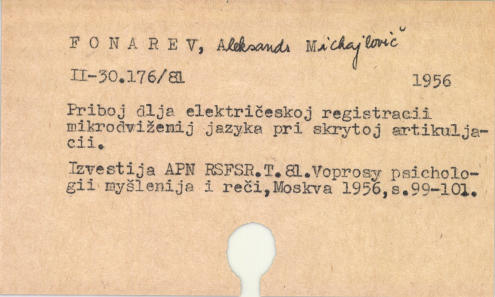 FONAREV, Aleksandr Michajlovič
II-30.176/81 1956
Priboj dlja električeskoj registracii
mikrodviženij jazyka pri skrytoj artikulja-
cii.
Izvestija APN RSFSR.T.81.Voprosy psicholo-
gii myšlenija i reči,Moskva 1956,s.99-101.